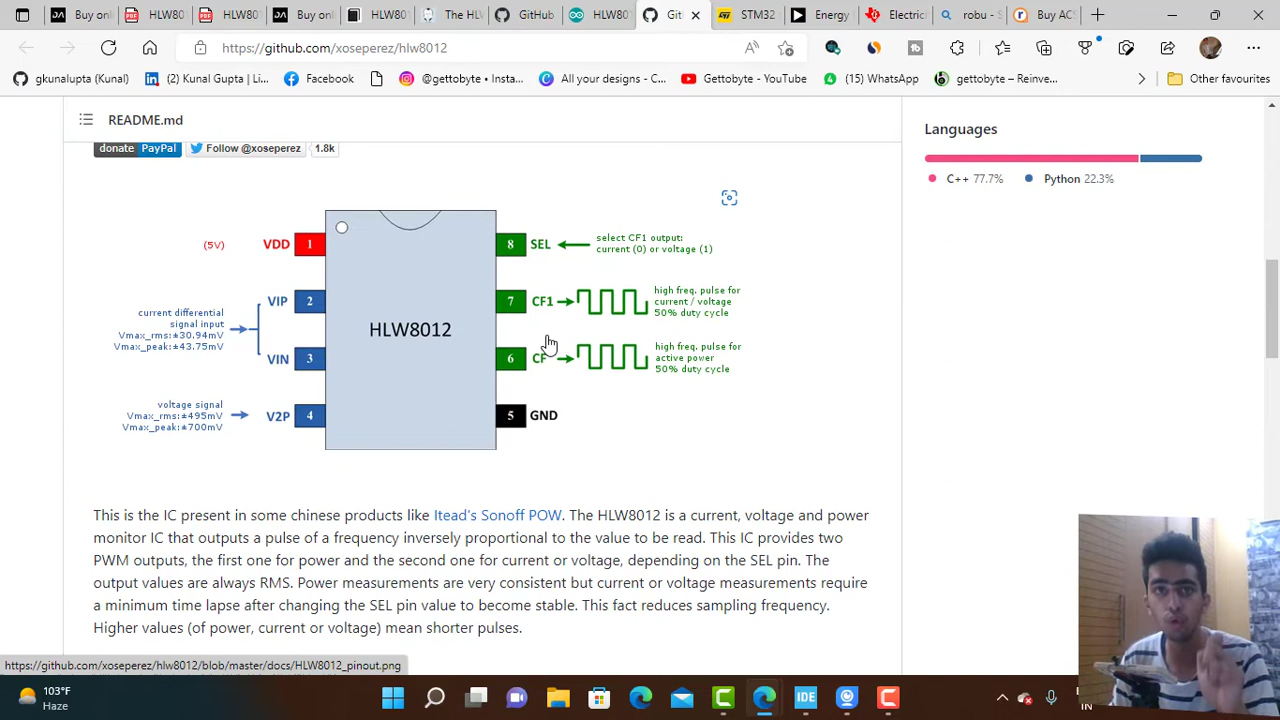 HLW80
HLW80
Buy onl
HLW80
Buy onl
HLW80
The HL
GitHub
HLW80
Git
STM32
Energy
Electric
robu - S
Buy ACS
https://github.com/xoseperez/hlw8012
gkunalupta (Kunal)
(2) Kunal Gupta | Li...
Facebook
@gettobyte • Insta...
All your designs - C...
Gettobyte - YouTube
(15) WhatsApp
gettobyte – Reinve...
Other favourites
README.md
Languages
C++ 77.7%
Python 22.3%
donate PayPal
Follow @xoseperez
1.8k
(5V)
VDD
1
8
SEL
select CF1 output:
current (0) or voltage (1)
VIP
2
7
CF1
high freq. pulse for
current / voltage
50% duty cycle
current differential
signal input
Vmax_rms:±30.94mV
Vmax_peak:±43.75mV
HLW8012
VIN
3
6
CF
high freq. pulse for
active power
50% duty cycle
voltage signal
Vmax_rms:±495mV
Vmax_peak:±700mV
V2P
4
5
GND
This is the IC present in some chinese products like Itead's Sonoff POW. The HLW8012 is a current, voltage and power
monitor IC that outputs a pulse of a frequency inversely proportional to the value to be read. This IC provides two
PWM outputs, the first one for power and the second one for current or voltage, depending on the SEL pin. The
output values are always RMS. Power measurements are very consistent but current or voltage measurements require
a minimum time lapse after changing the SEL pin value to become stable. This fact reduces sampling frequency.
Higher values (of power, current or voltage) mean shorter pulses.
https://github.com/xoseperez/hlw8012/blob/master/docs/HLW8012_pinout.png
103°F
Haze
IDE
IN